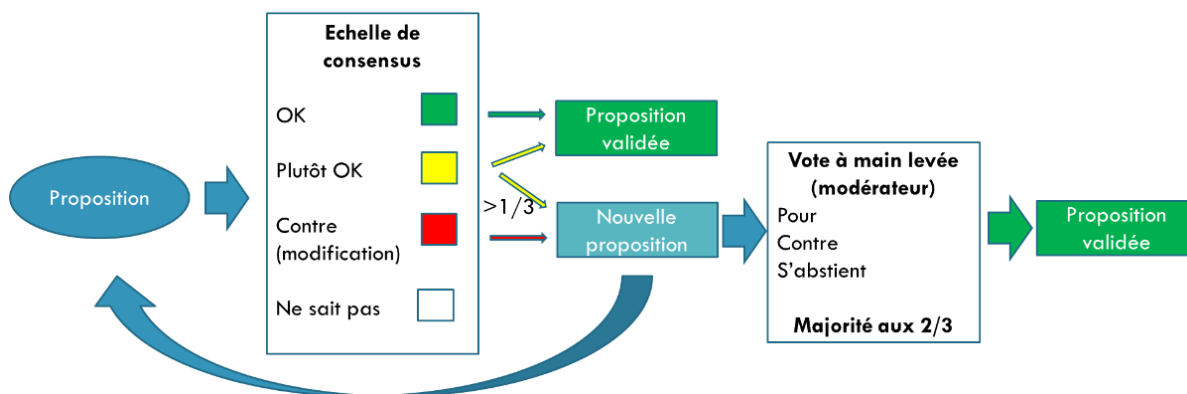 Proposition
Echelle de
consensus
OK
Plutôt OK
Contre
(modification)
Ne sait pas
>1/3
Proposition
validée
Nouvelle
proposition
Vote à main levée
(modérateur)
Pour
Contre
S'abstient
Majorité aux 2/3
Proposition
validée